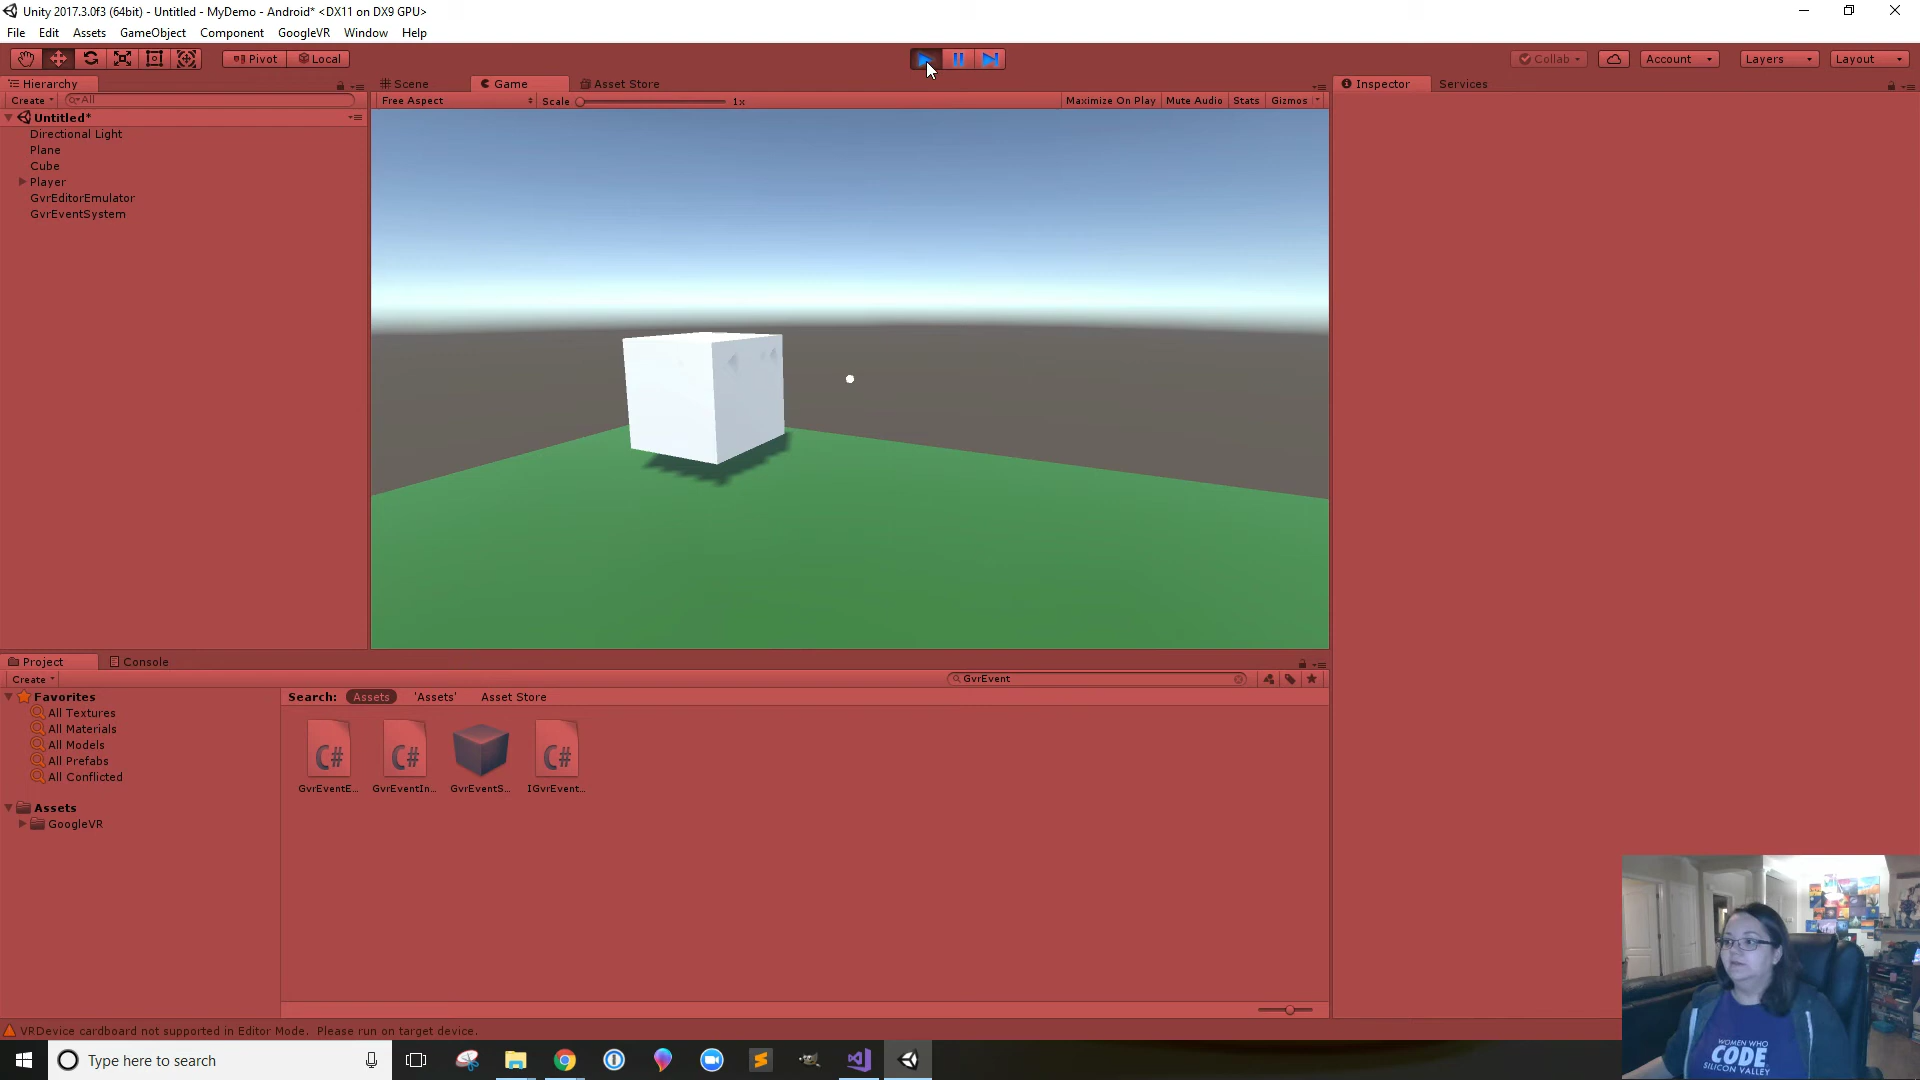 Unity 2017.3.0f3 (64bit) - Untitled - MyDemo - Android* <DX11 on DX9 GPU>
File Edit Assets GameObject Component GoogleVR Window Help
Pivot Local Collab Account Layers Layout
Hierarchy Scene Game Asset Store Inspector Services
Create All Free Aspect Scale 1x Maximize On Play Mute Audio Stats Gizmos
Untitled*
Directional Light
Plane
Cube
Player
GvrEditorEmulator
GvrEventSystem
Project Console
Create GvrEvent
Favorites Search: Assets 'Assets' Asset Store
All Textures
All Materials
All Models
All Prefabs
All Conflicted
C# C# C#
GvrEventE... GvrEventIn... GvrEventS... IGvrEvent...
Assets
GoogleVR
VRDevice cardboard not supported in Editor Mode. Please run on target device.
Type here to search
WOMEN WHO
CODE
SILICON VALLEY